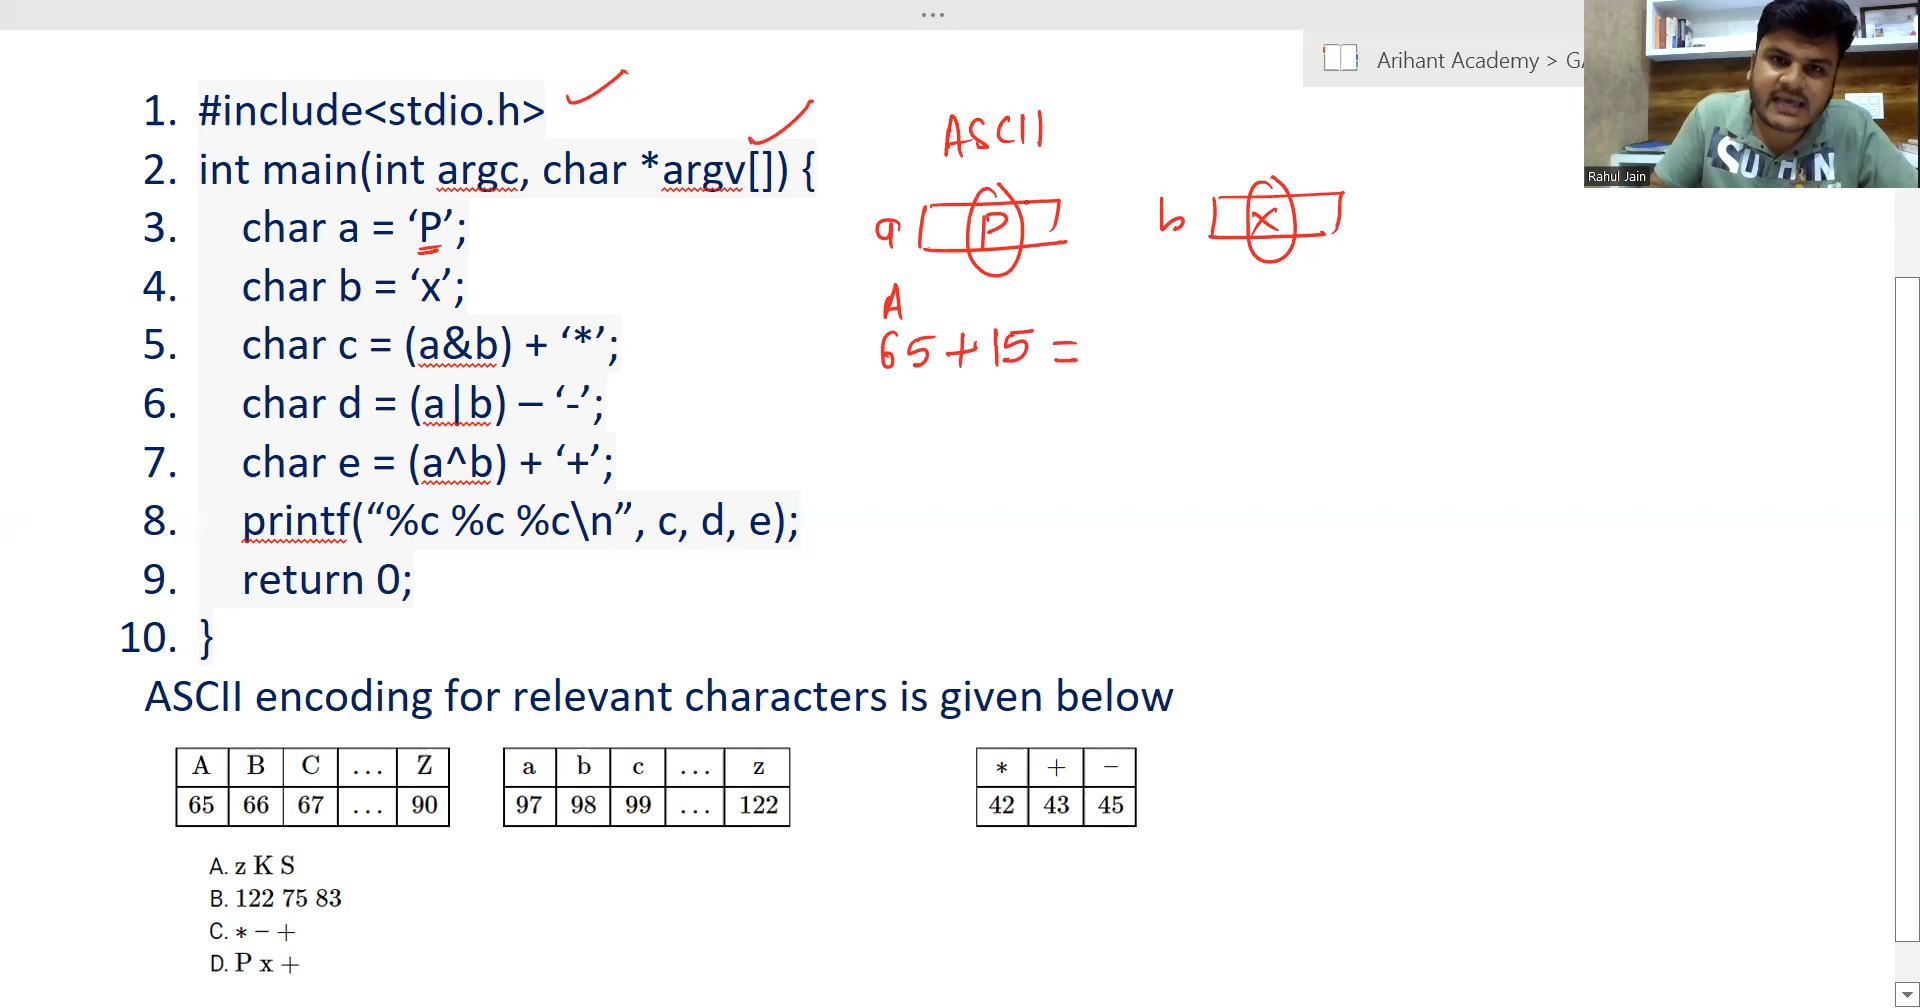 Arihant Academy >
Rahul Jain
1. #include<stdio.h>
2. int main(int argc, char *argv[]) {
3. char a = ‘P’;
4. char b = ‘x’;
5. char c = (a&b) + ‘*’;
6. char d = (a|b) – ‘-’;
7. char e = (a^b) + ‘+’;
8. printf(“%c %c %c\n”, c, d, e);
9. return 0;
10. }
ASCII
a P b x
A
65+15 =
ASCII encoding for relevant characters is given below
A B C ... Z
65 66 67 ... 90
a b c ... z
97 98 99 ... 122
* + −
42 43 45
A. z K S
B. 122 75 83
C. * − +
D. P x +